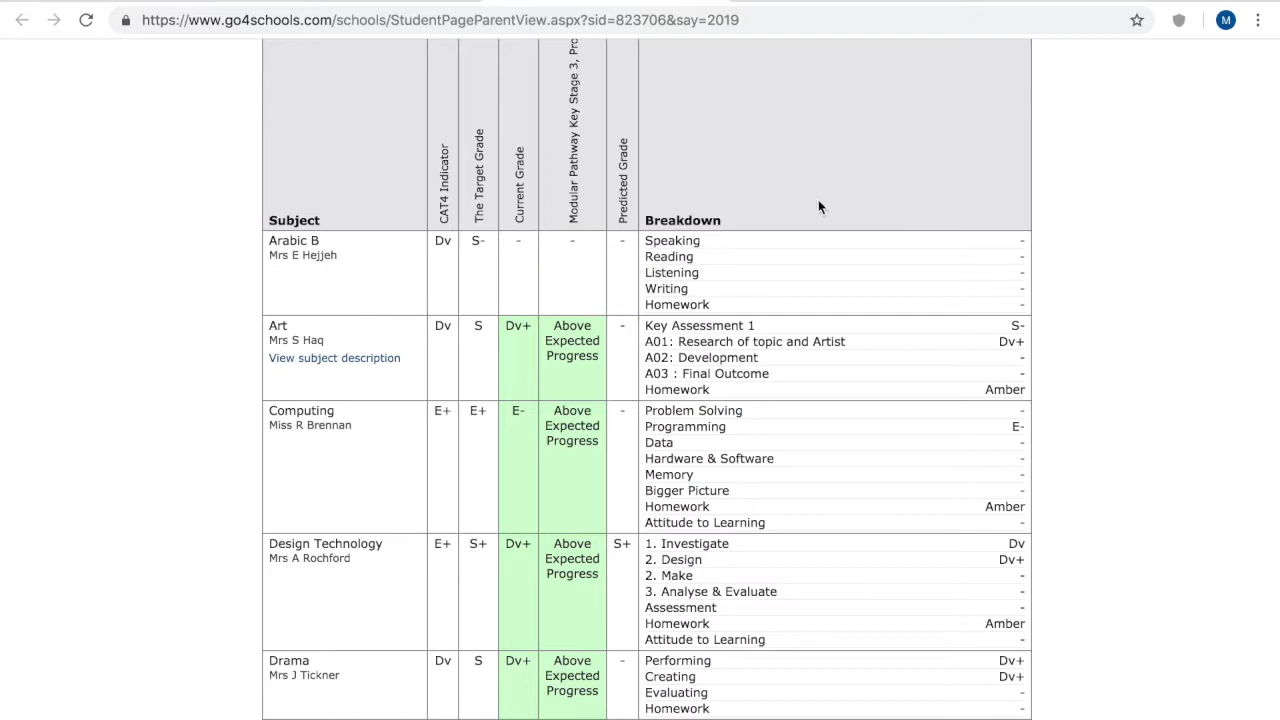 https://www.go4schools.com/schools/StudentPageParentView.aspx?sid=823706&say=2019
M
Subject
CAT4 Indicator
The Target Grade
Current Grade
Modular Pathway Key Stage 3,
Predicted Grade
Breakdown
Arabic B Dv S- - - - Speaking -
Mrs E Hejjeh Reading -
Listening -
Writing -
Homework -
Art Dv S Dv+ Above - Key Assessment 1 S-
Mrs S Haq Expected A01: Research of topic and Artist Dv+
View subject description Progress A02: Development -
A03 : Final Outcome -
Homework Amber
Computing E+ E+ E- Above - Problem Solving -
Miss R Brennan Expected Programming E-
Progress Data -
Hardware & Software -
Memory -
Bigger Picture -
Homework Amber
Attitude to Learning -
Design Technology E+ S+ Dv+ Above S+ 1. Investigate Dv
Mrs A Rochford Expected 2. Design Dv+
Progress 2. Make -
3. Analyse & Evaluate -
Assessment -
Homework Amber
Attitude to Learning -
Drama Dv S Dv+ Above - Performing Dv+
Mrs J Tickner Expected Creating Dv+
Progress Evaluating -
Homework -